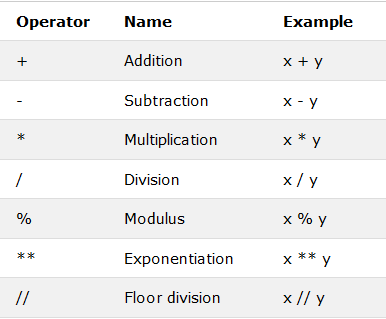 Operator Name Example
+ Addition x + y
- Subtraction x - y
* Multiplication x * y
/ Division x / y
% Modulus x % y
** Exponentiation x ** y
// Floor division x // y